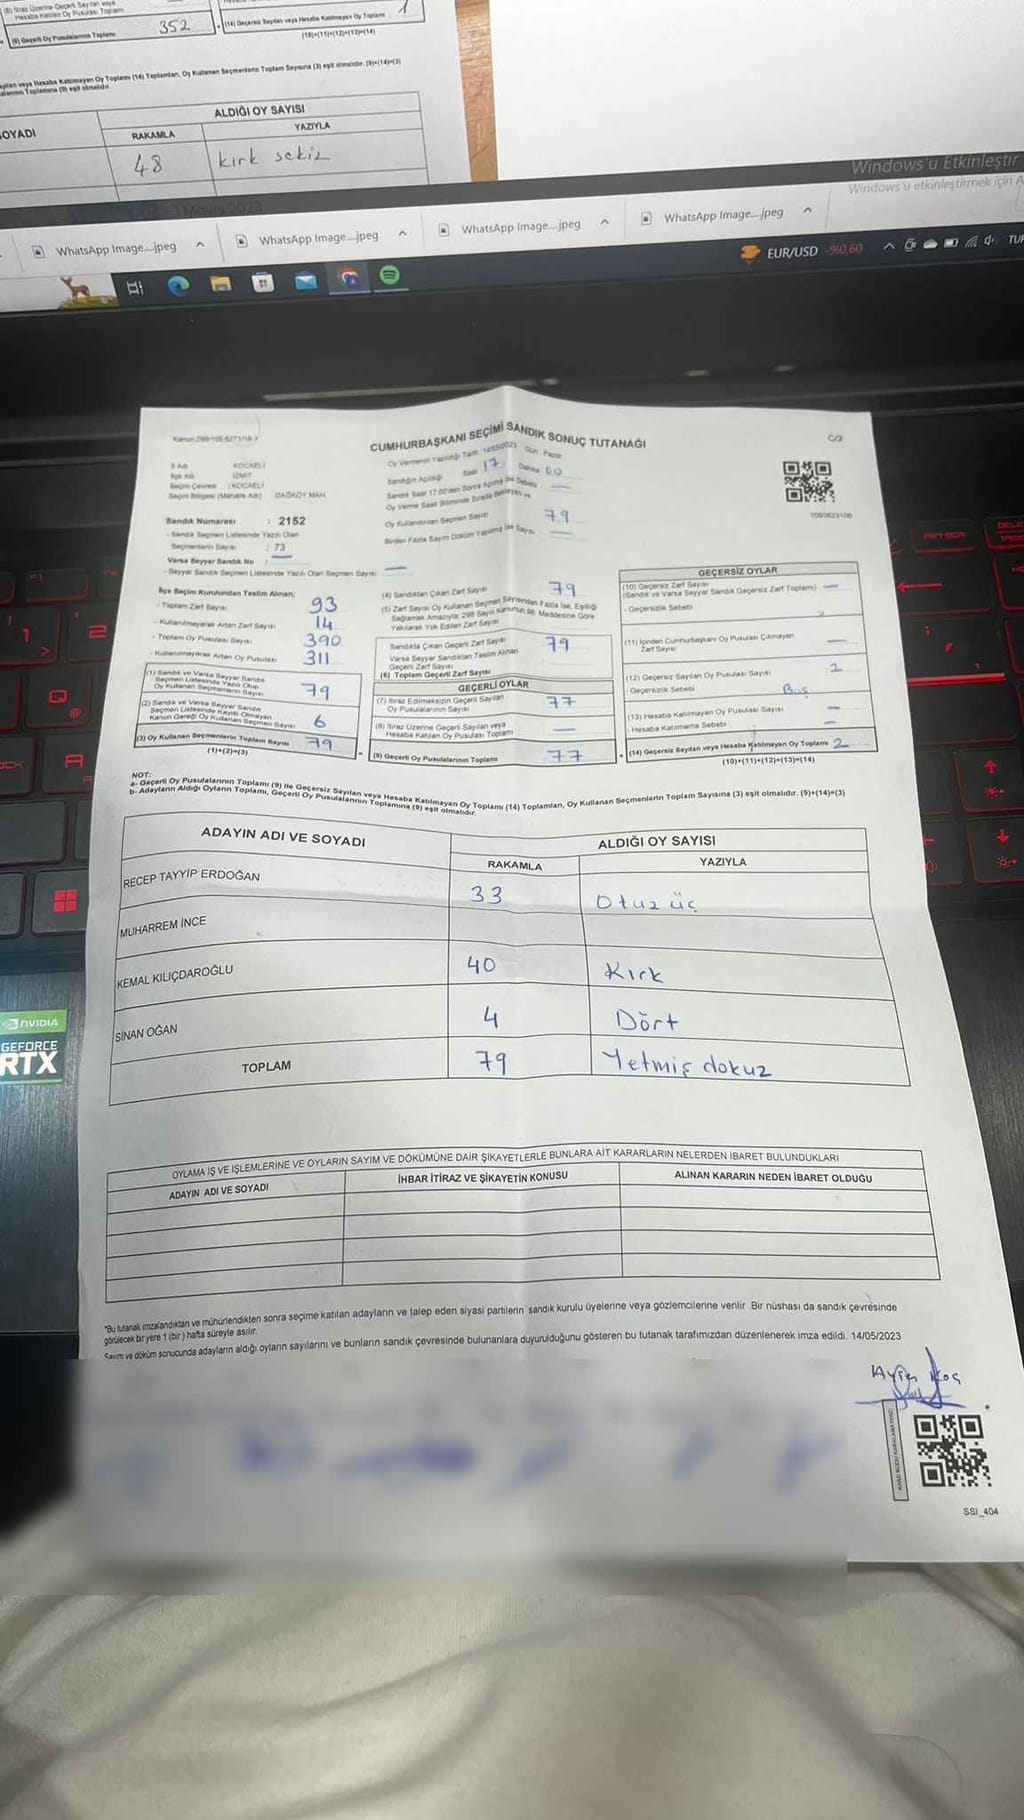 (8) İtiraz Üzerine Geçerli Sayılan veya
Hesaba Katılan Oy Pusulası Toplamı
(9) Geçerli Oy Pusulalarının Toplamı 352
(14) Geçersiz Sayılan veya Hesaba Katılmayan Oy Toplamı 1
(10)+(11)+(12)+(13)=(14)
sayılan veya Hesaba Katılmayan Oy Toplamı (14) Toplamları, Oy Kullanan Seçmenlerin Toplam Sayısına (3) eşit olmalıdır. (9)+(14)=(3)
Toplamına (9) eşit olmalıdır.
SOYADI
ALDIĞI OY SAYISI
RAKAMLA YAZIYLA
48 kırk sekiz
Windows'u Etkinleştir
Windows'u etkinleştirmek için A
WhatsApp Image....jpeg WhatsApp Image....jpeg WhatsApp Image....jpeg WhatsApp Image....jpeg
EUR/USD -%0,60 TUR
CUMHURBAŞKANI SEÇİMİ SANDIK SONUÇ TUTANAĞI
C/2
İl Adı KOCAELİ
İlçe Adı İZMİT
Seçim Çevresi : KOCAELİ
Seçim Bölgesi (Mahalle Adı) DAĞKÖY MAH
Oy Vermenin Yapıldığı Tarih 14/05/2023 Gün Pazar
Sandığın Açıldığı Saat 17 Dakika 00
Sandık Saat 17:00'den Sonra Açılmış İse Sebebi —
Oy Verme Saati Bitiminde Sırada Bekleyen ve
Oy Kullandırılan Seçmen Sayısı 79
Birden Fazla Sayım Döküm Yapılmış İse Sayısı —
Sandık Numarası : 2152
- Sandık Seçmen Listesinde Yazılı Olan
Seçmenlerin Sayısı : 73
Varsa Seyyar Sandık No : —
- Seyyar Sandık Seçmen Listesinde Yazılı Olan Seçmen Sayısı —
İlçe Seçim Kurulundan Teslim Alınan;
- Toplam Zarf Sayısı 93
- Kullanılmayarak Artan Zarf Sayısı 14
- Toplam Oy Pusulası Sayısı 390
- Kullanılmayarak Artan Oy Pusulası 311
(1) Sandık ve Varsa Seyyar Sandık
Seçmen Listesinde Yazılı Olup
Oy Kullanan Seçmenlerin Sayısı 79
(2) Sandık ve Varsa Seyyar Sandık
Seçmen Listesinde Kayıtlı Olmayan
Kanun Gereği Oy Kullanan Seçmen Sayısı 6
(3) Oy Kullanan Seçmenlerin Toplam Sayısı 79
(1)+(2)=(3)
(4) Sandıktan Çıkan Zarf Sayısı 79
(5) Zarf Sayısı Oy Kullanan Seçmen Sayısından Fazla İse, Eşitliği
Sağlamak Amacıyla; 298 Sayılı Kanunun 98. Maddesine Göre
Yakılarak Yok Edilen Zarf Sayısı
Sandıkta Çıkan Geçerli Zarf Sayısı 79
Varsa Seyyar Sandıktan Teslim Alınan
Geçerli Zarf Sayısı
(6) Toplam Geçerli Zarf Sayısı
GEÇERLİ OYLAR
(7) İtiraz Edilmeksizin Geçerli Sayılan
Oy Pusulalarının Sayısı 77
(8) İtiraz Üzerine Geçerli Sayılan veya
Hesaba Katılan Oy Pusulası Toplamı —
(9) Geçerli Oy Pusulalarının Toplamı 77
GEÇERSİZ OYLAR
(10) Geçersiz Zarf Sayısı
(Sandık ve Varsa Seyyar Sandık Geçersiz Zarf Toplamı) —
- Geçersizlik Sebebi
(11) İçinden Cumhurbaşkanı Oy Pusulası Çıkmayan
Zarf Sayısı —
(12) Geçersiz Sayılan Oy Pusulası Sayısı 2
- Geçersizlik Sebebi Boş
(13) Hesaba Katılmayan Oy Pusulası Sayısı —
- Hesaba Katılmama Sebebi —
(14) Geçersiz Sayılan veya Hesaba Katılmayan Oy Toplamı 2
(10)+(11)+(12)+(13)=(14)
NOT:
a- Geçerli Oy Pusulalarının Toplamı (9) ile Geçersiz Sayılan veya Hesaba Katılmayan Oy Toplamı (14) Toplamları, Oy Kullanan Seçmenlerin Toplam Sayısına (3) eşit olmalıdır. (9)+(14)=(3)
b- Adayların Aldığı Oyların Toplamı, Geçerli Oy Pusulalarının Toplamına (9) eşit olmalıdır.
ADAYIN ADI VE SOYADI ALDIĞI OY SAYISI
RAKAMLA YAZIYLA
RECEP TAYYİP ERDOĞAN 33 Otuz üç
MUHARREM İNCE
KEMAL KILIÇDAROĞLU 40 Kırk
SİNAN OĞAN 4 Dört
TOPLAM 79 Yetmiş dokuz
OYLAMA İŞ VE İŞLEMLERİNE VE OYLARIN SAYIM VE DÖKÜMÜNE DAİR ŞİKAYETLERLE BUNLARA AİT KARARLARIN NELERDEN İBARET BULUNDUKLARI
ADAYIN ADI VE SOYADI İHBAR İTİRAZ VE ŞİKAYETİN KONUSU ALINAN KARARIN NEDEN İBARET OLDUĞU
*Bu tutanak imzalandıktan ve mühürlendikten sonra seçime katılan adayların ve talep eden siyasi partilerin sandık kurulu üyelerine veya gözlemcilerine verilir. Bir nüshası da sandık çevresinde
görülecek bir yere 1 (bir) hafta süreyle asılır.
Sayım ve döküm sonucunda adayların aldığı oyların sayılarını ve bunların sandık çevresinde bulunanlara duyurulduğunu gösteren bu tutanak tarafımızdan düzenlenerek imza edildi. 14/05/2023
Koç
SSI_404
NVIDIA
GEFORCE
RTX